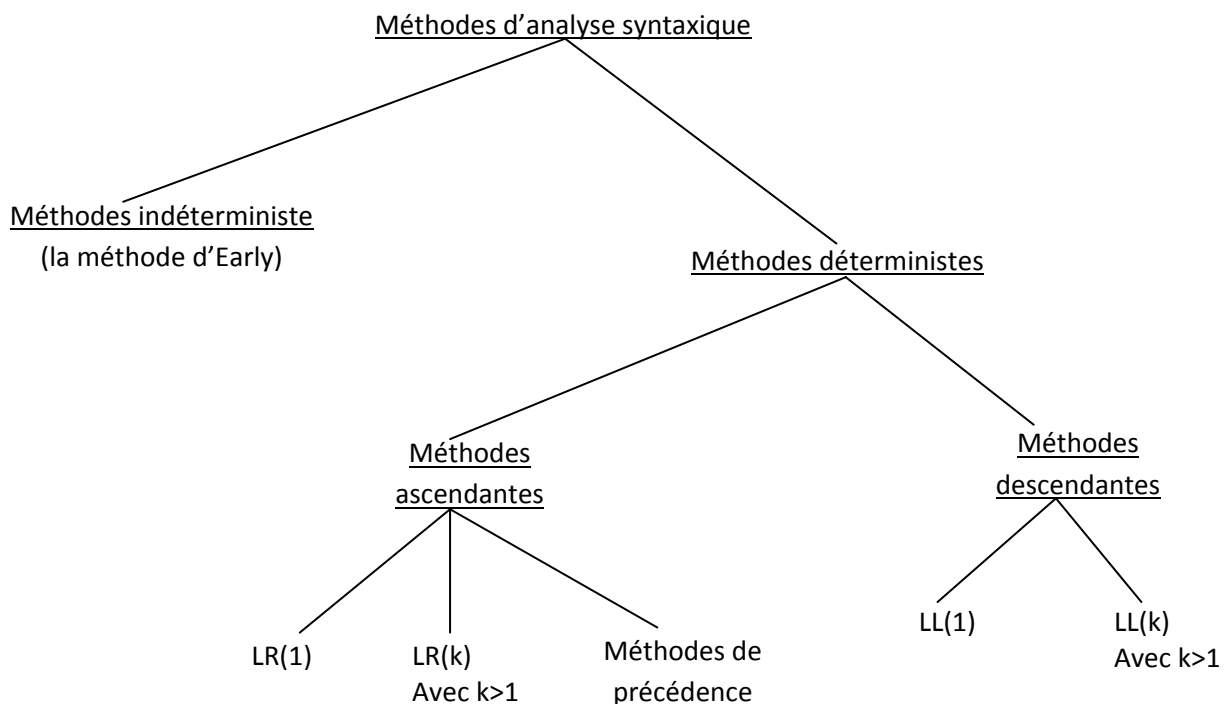 Méthodes d'analyse syntaxique
Méthodes indéterministe
(la méthode d'Early)
Méthodes déterministes
Méthodes
ascendantes
Méthodes
descendantes
LR(1)
LR(k)
Avec k>1
Méthodes de
précédence
LL(1)
LL(k)
Avec k>1